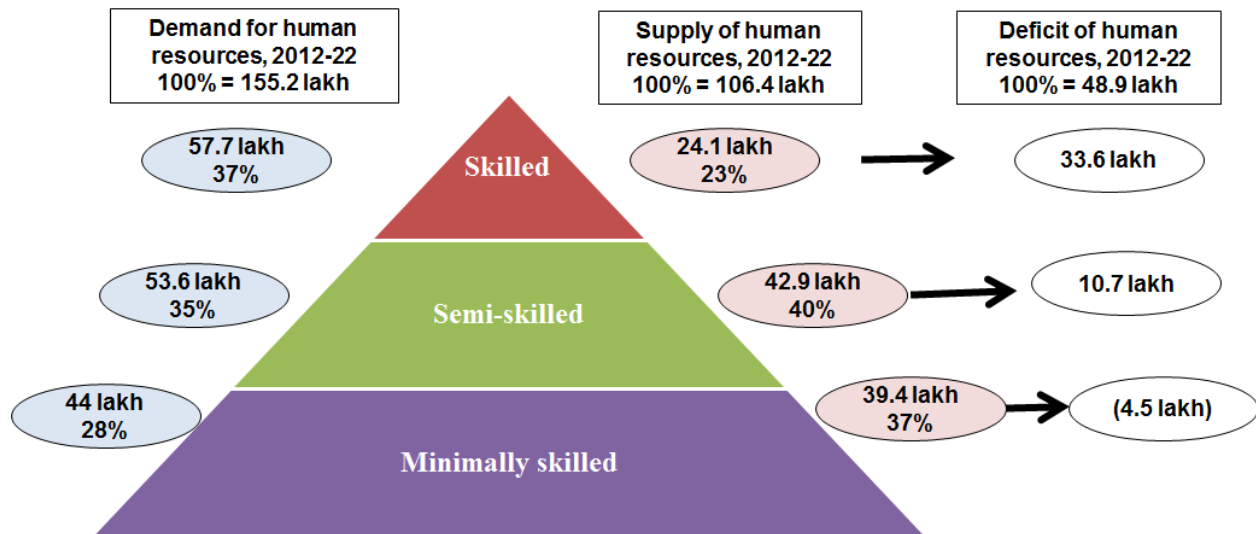 Demand for human
resources, 2012-22
100% = 155.2 lakh
Supply of human
resources, 2012-22
100% = 106.4 lakh
Deficit of human
resources, 2012-22
100% = 48.9 lakh
57.7 lakh
37%
Skilled
24.1 lakh
23%
33.6 lakh
53.6 lakh
35%
Semi-skilled
42.9 lakh
40%
10.7 lakh
44 lakh
28%
Minimally skilled
39.4 lakh
37%
(4.5 lakh)